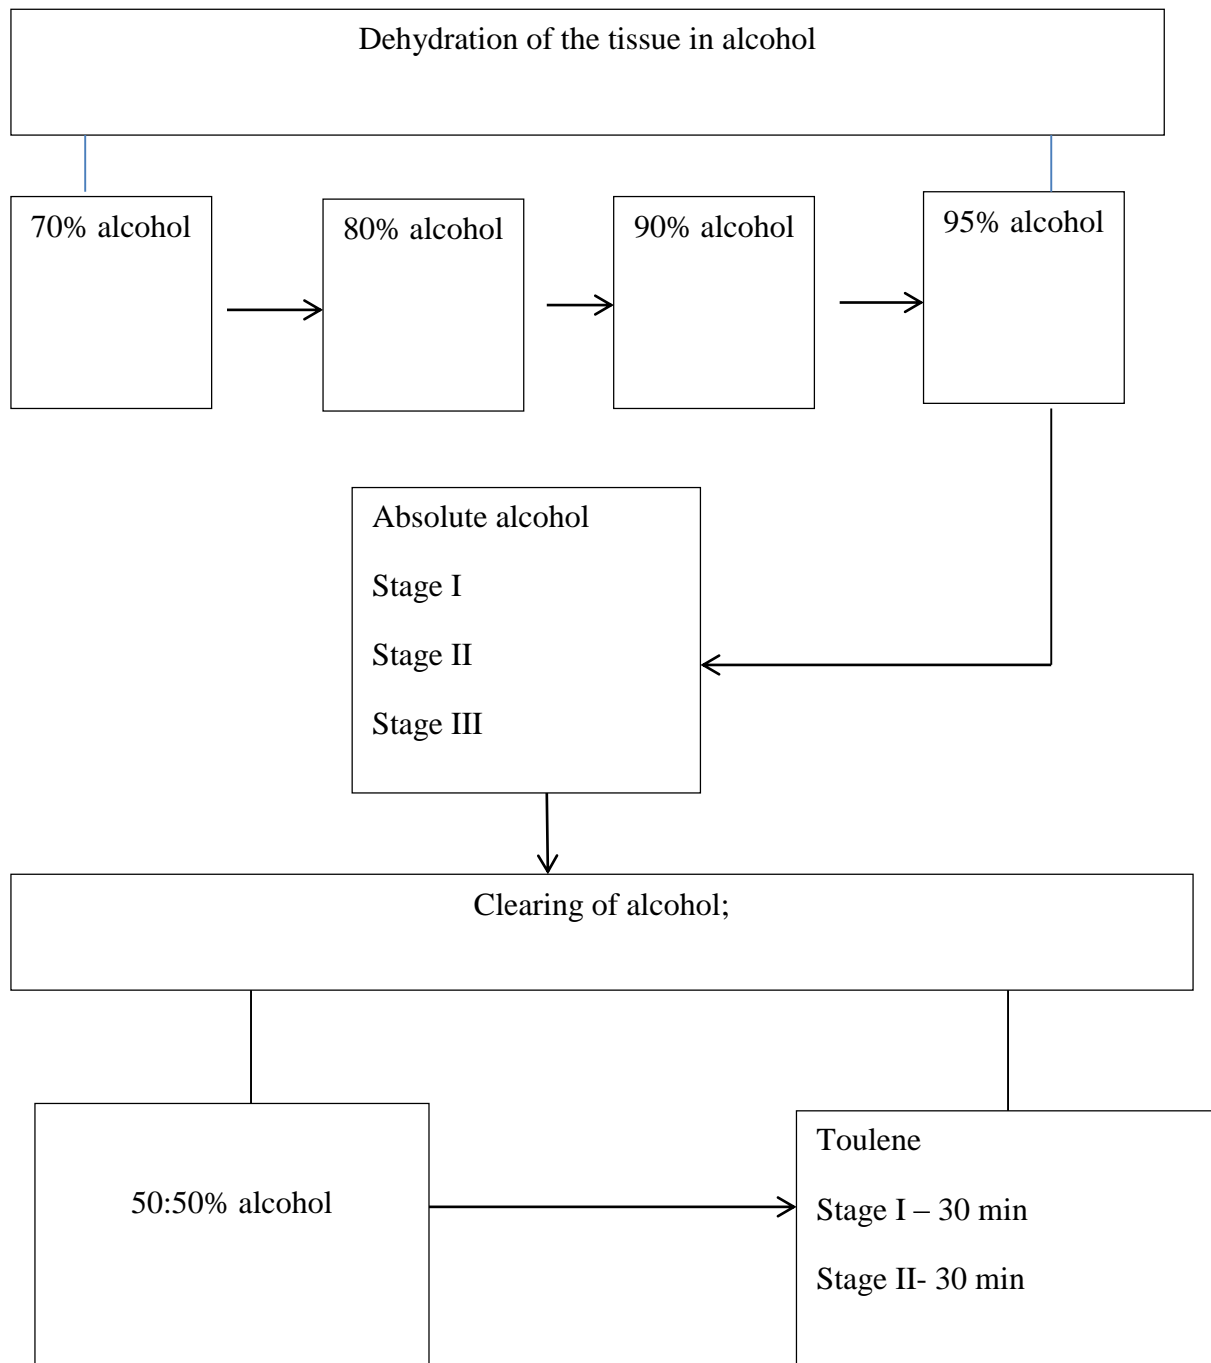 Dehydration of the tissue in alcohol
70% alcohol
80% alcohol
90% alcohol
95% alcohol
Absolute alcohol
Stage I
Stage II
Stage III
Clearing of alcohol;
50:50% alcohol
Toulene
Stage I – 30 min
Stage II- 30 min